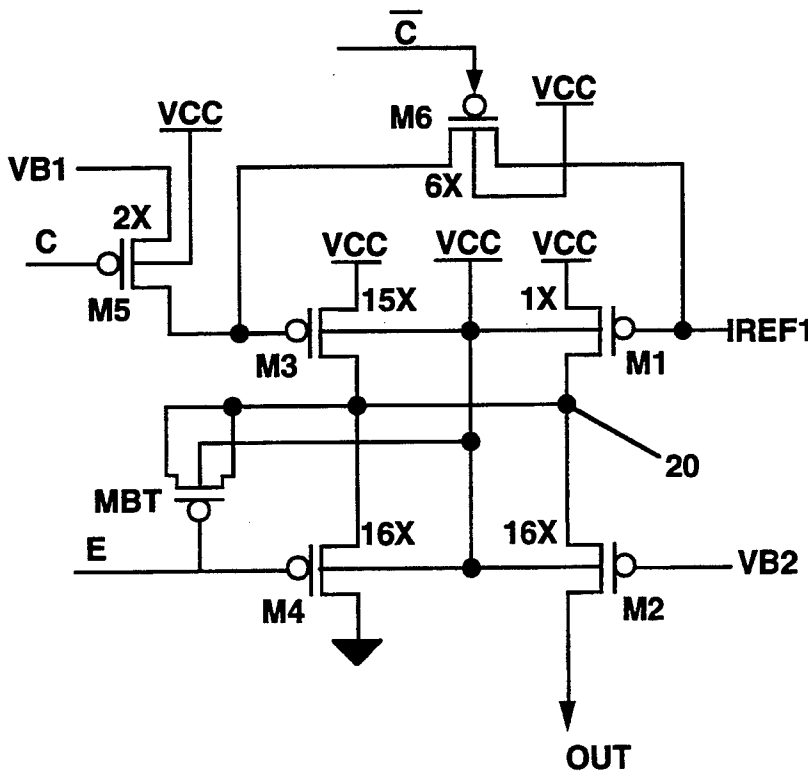 C̅
VCC
M6
VCC
VB1
6X
2X
C
VCC
VCC
VCC
M5
15X
1X
IREF1
M3
M1
20
MBT
16X
16X
E
VB2
M4
M2
OUT